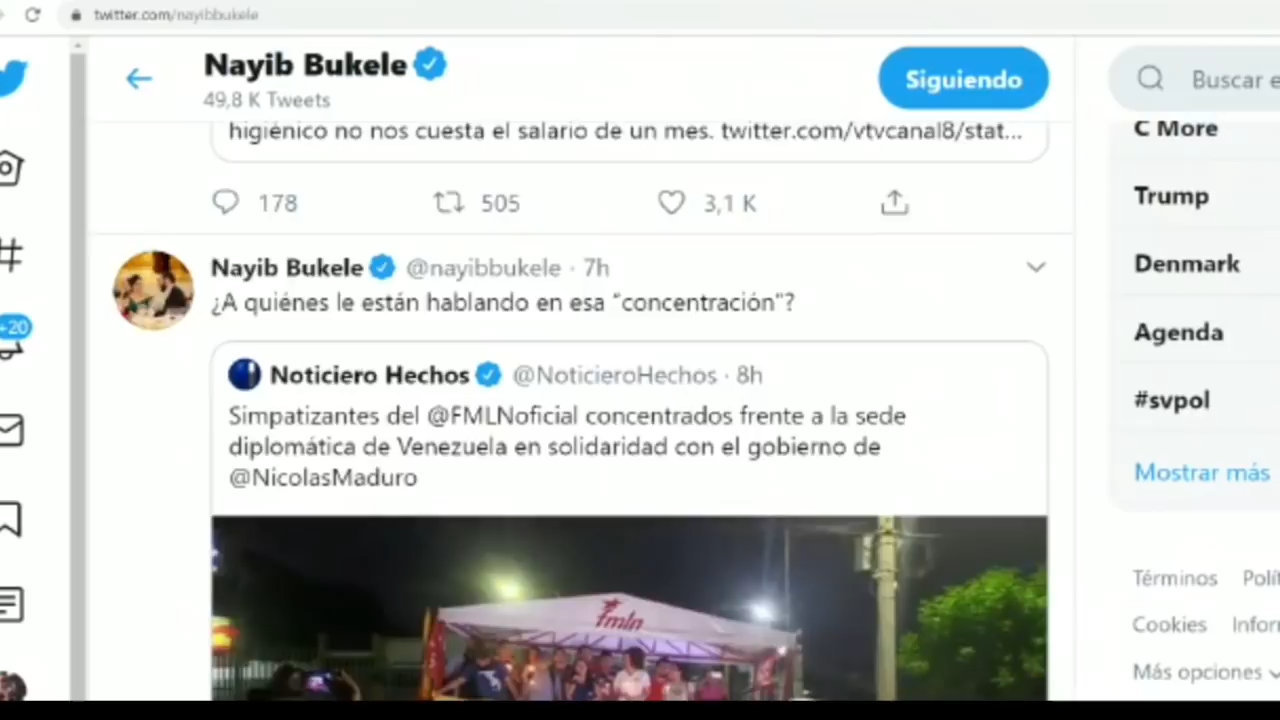 twitter.com/nayibbukele
Nayib Bukele
49,8 K Tweets
Siguiendo
Buscar e
higiénico no nos cuesta el salario de un mes. twitter.com/vtvcanal8/stat...
178
505
3,1 K
Nayib Bukele @nayibbukele · 7h
¿A quiénes le están hablando en esa "concentración"?
Noticiero Hechos @NoticieroHechos · 8h
Simpatizantes del @FMLNoficial concentrados frente a la sede
diplomática de Venezuela en solidaridad con el gobierno de
@NicolasMaduro
fmln
+20
C More
Trump
Denmark
Agenda
#svpol
Mostrar más
Términos Polít
Cookies Inforr
Más opciones